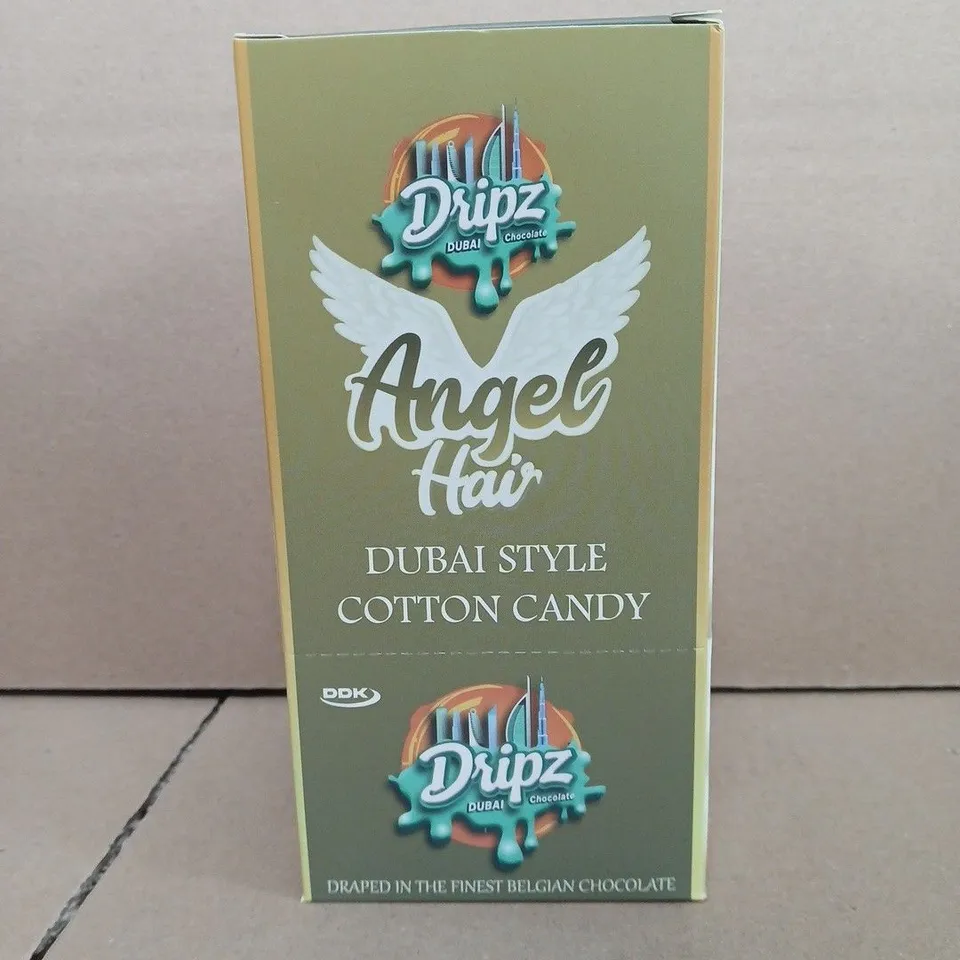 Dripz
DUBAI Chocolate
Angel
Hair
DUBAI STYLE
COTTON CANDY
DDK
Dripz
DUBAI Chocolate
DRAPED IN THE FINEST BELGIAN CHOCOLATE